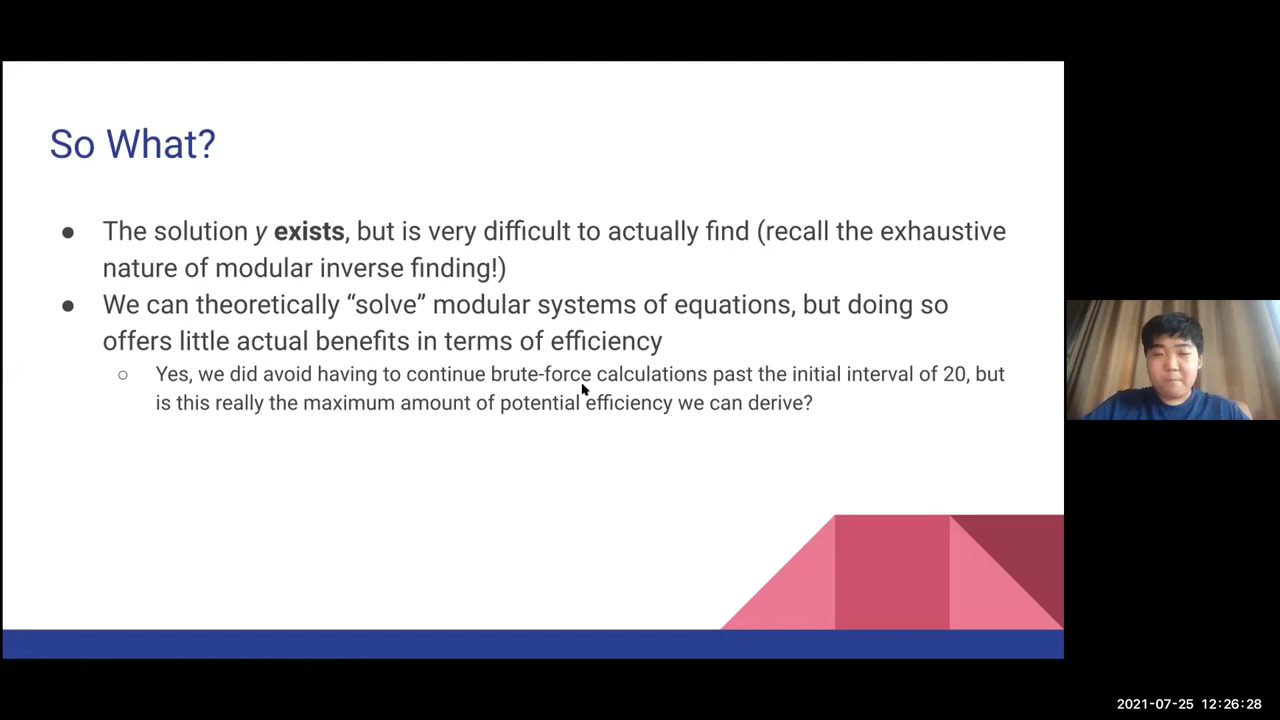 So What?
● The solution y exists, but is very difficult to actually find (recall the exhaustive
nature of modular inverse finding!)
● We can theoretically “solve” modular systems of equations, but doing so
offers little actual benefits in terms of efficiency
○ Yes, we did avoid having to continue brute-force calculations past the initial interval of 20, but
is this really the maximum amount of potential efficiency we can derive?
2021-07-25 12:26:28